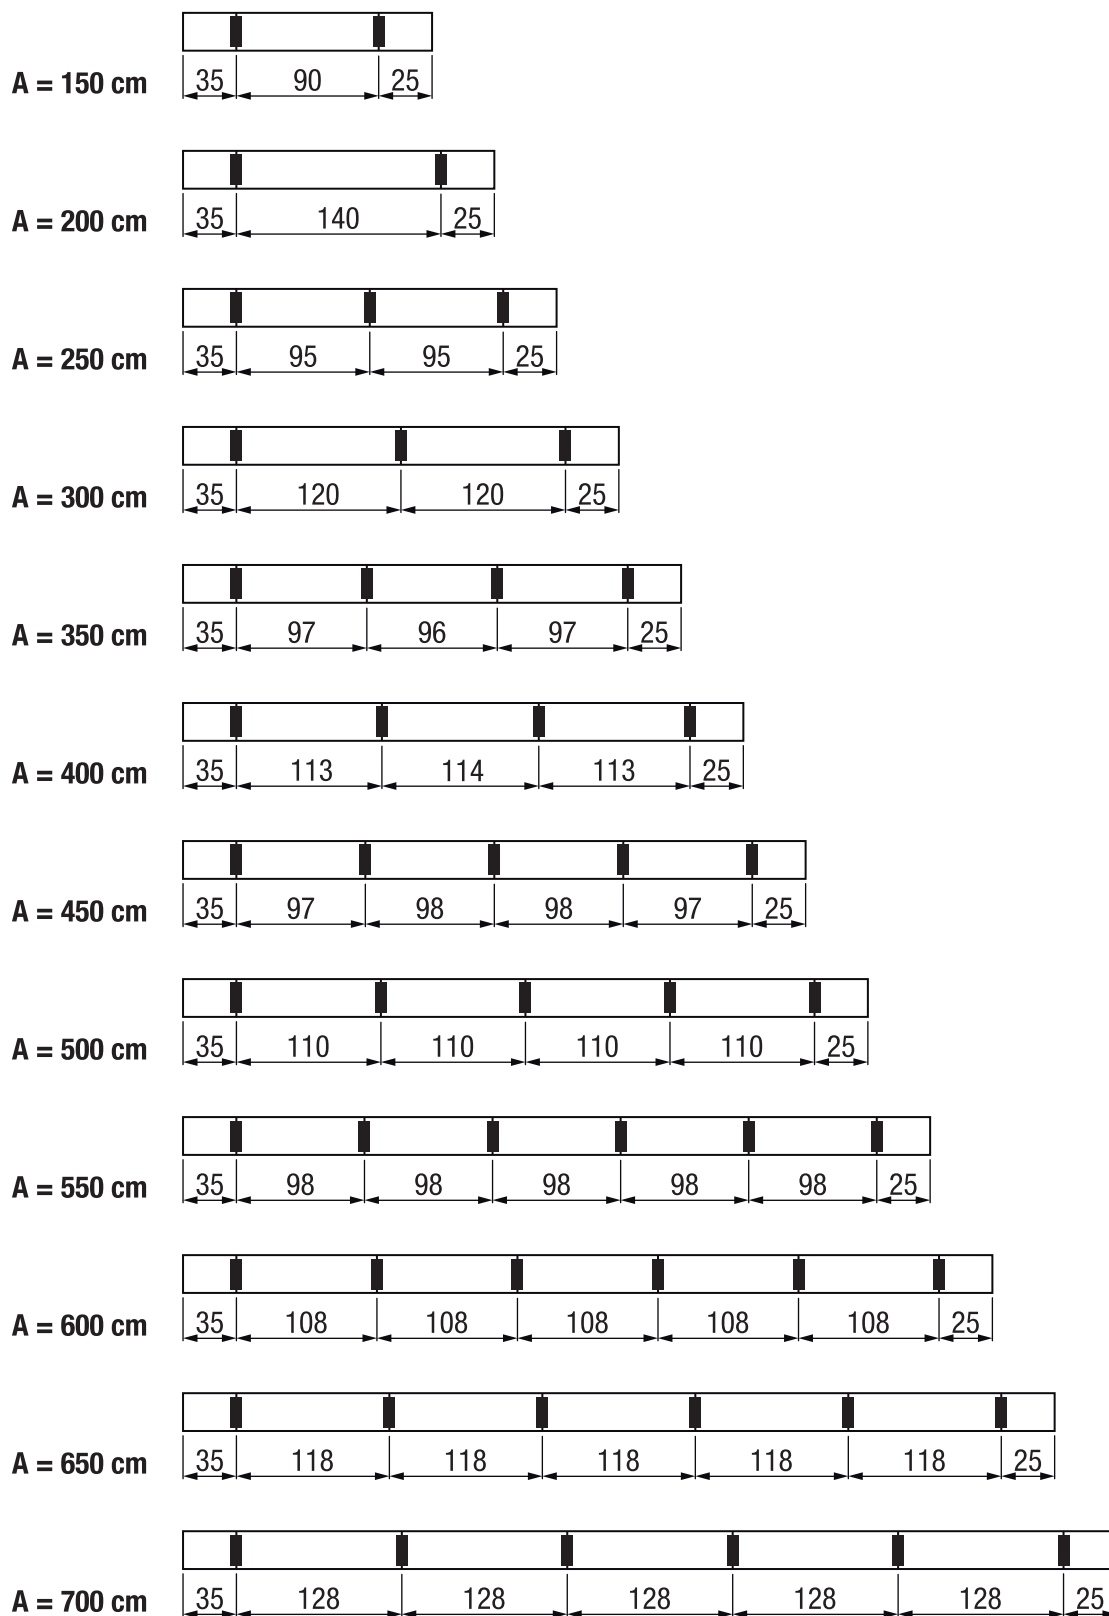 35 90 25
A = 150 cm
35 140 25
A = 200 cm
35 95 95 25
A = 250 cm
35 120 120 25
A = 300 cm
35 97 96 97 25
A = 350 cm
35 113 114 113 25
A = 400 cm
35 97 98 98 97 25
A = 450 cm
35 110 110 110 110 25
A = 500 cm
35 98 98 98 98 98 25
A = 550 cm
35 108 108 108 108 108 25
A = 600 cm
35 118 118 118 118 118 25
A = 650 cm
35 128 128 128 128 128 25
A = 700 cm